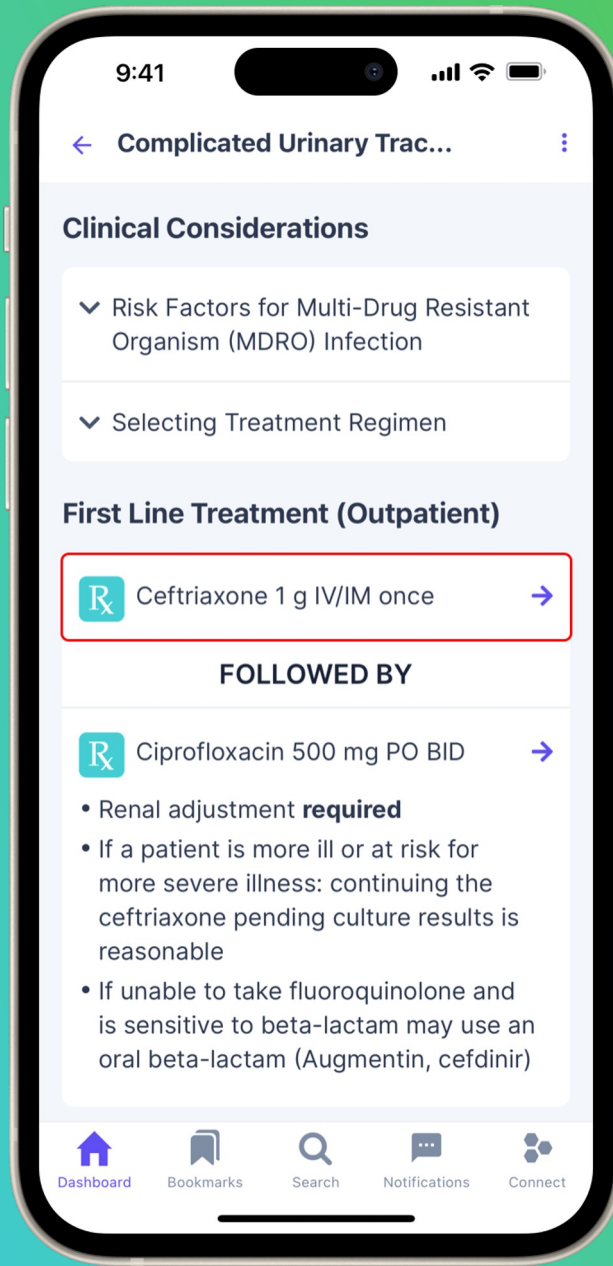 9:41
Complicated Urinary Trac...
Clinical Considerations
Risk Factors for Multi-Drug Resistant
Organism (MDRO) Infection
Selecting Treatment Regimen
First Line Treatment (Outpatient)
Rx Ceftriaxone 1 g IV/IM once
FOLLOWED BY
Rx Ciprofloxacin 500 mg PO BID
• Renal adjustment required
• If a patient is more ill or at risk for
more severe illness: continuing the
ceftriaxone pending culture results is
reasonable
• If unable to take fluoroquinolone and
is sensitive to beta-lactam may use an
oral beta-lactam (Augmentin, cefdinir)
Dashboard Bookmarks Search Notifications Connect